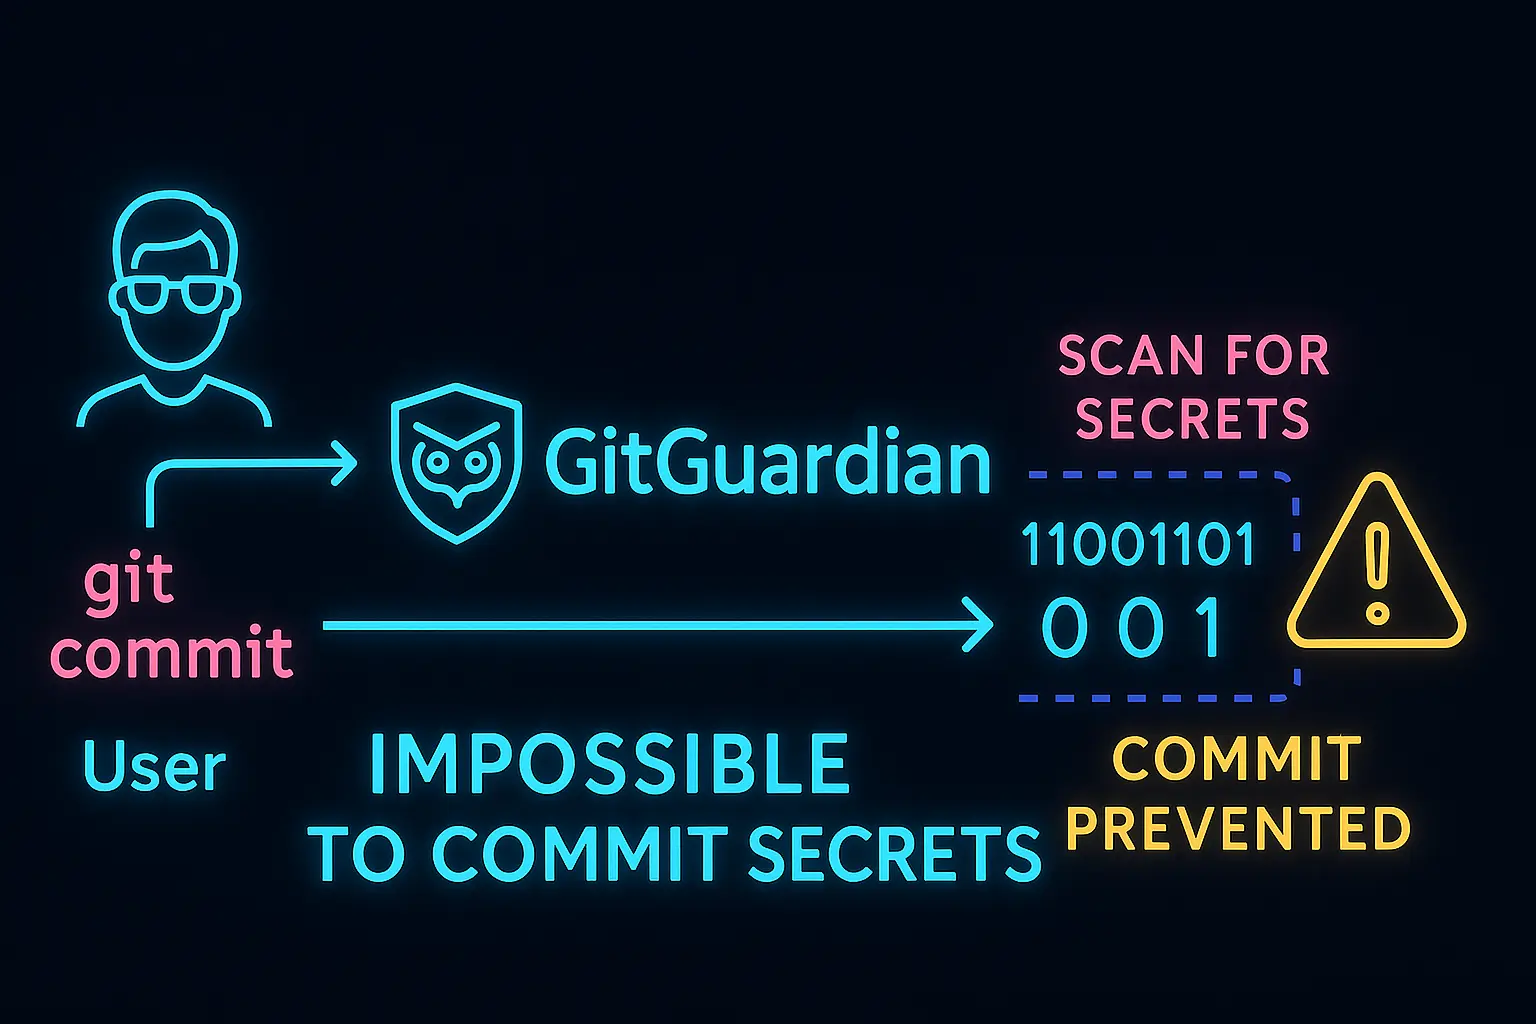 git
commit
User
GitGuardian
SCAN FOR
SECRETS
11001101
0 0 1
IMPOSSIBLE
TO COMMIT SECRETS
COMMIT
PREVENTED